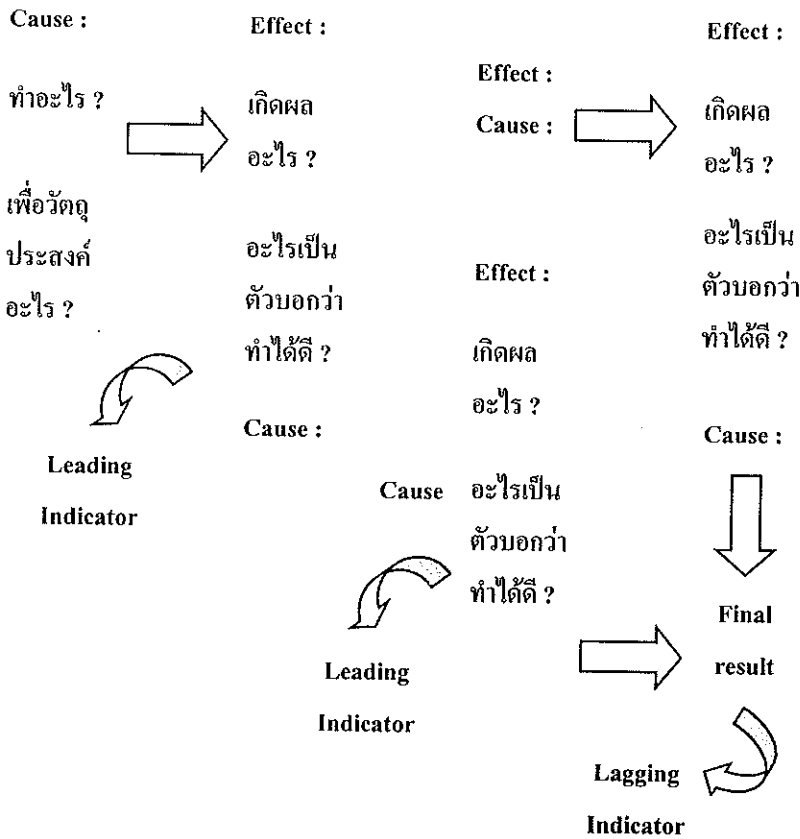 Cause :
ทำอะไร ?
เพื่อวัตถุ
ประสงค์
อะไร ?
Leading
Indicator
Effect :
เกิดผล
อะไร ?
อะไรเป็น
ตัวบอกว่า
ทำได้ดี ?
Cause :
Effect :
Cause :
Effect :
เกิดผล
อะไร ?
Cause
อะไรเป็น
ตัวบอกว่า
ทำได้ดี ?
Leading
Indicator
Effect :
เกิดผล
อะไร ?
อะไรเป็น
ตัวบอกว่า
ทำได้ดี ?
Cause :
Final
result
Lagging
Indicator